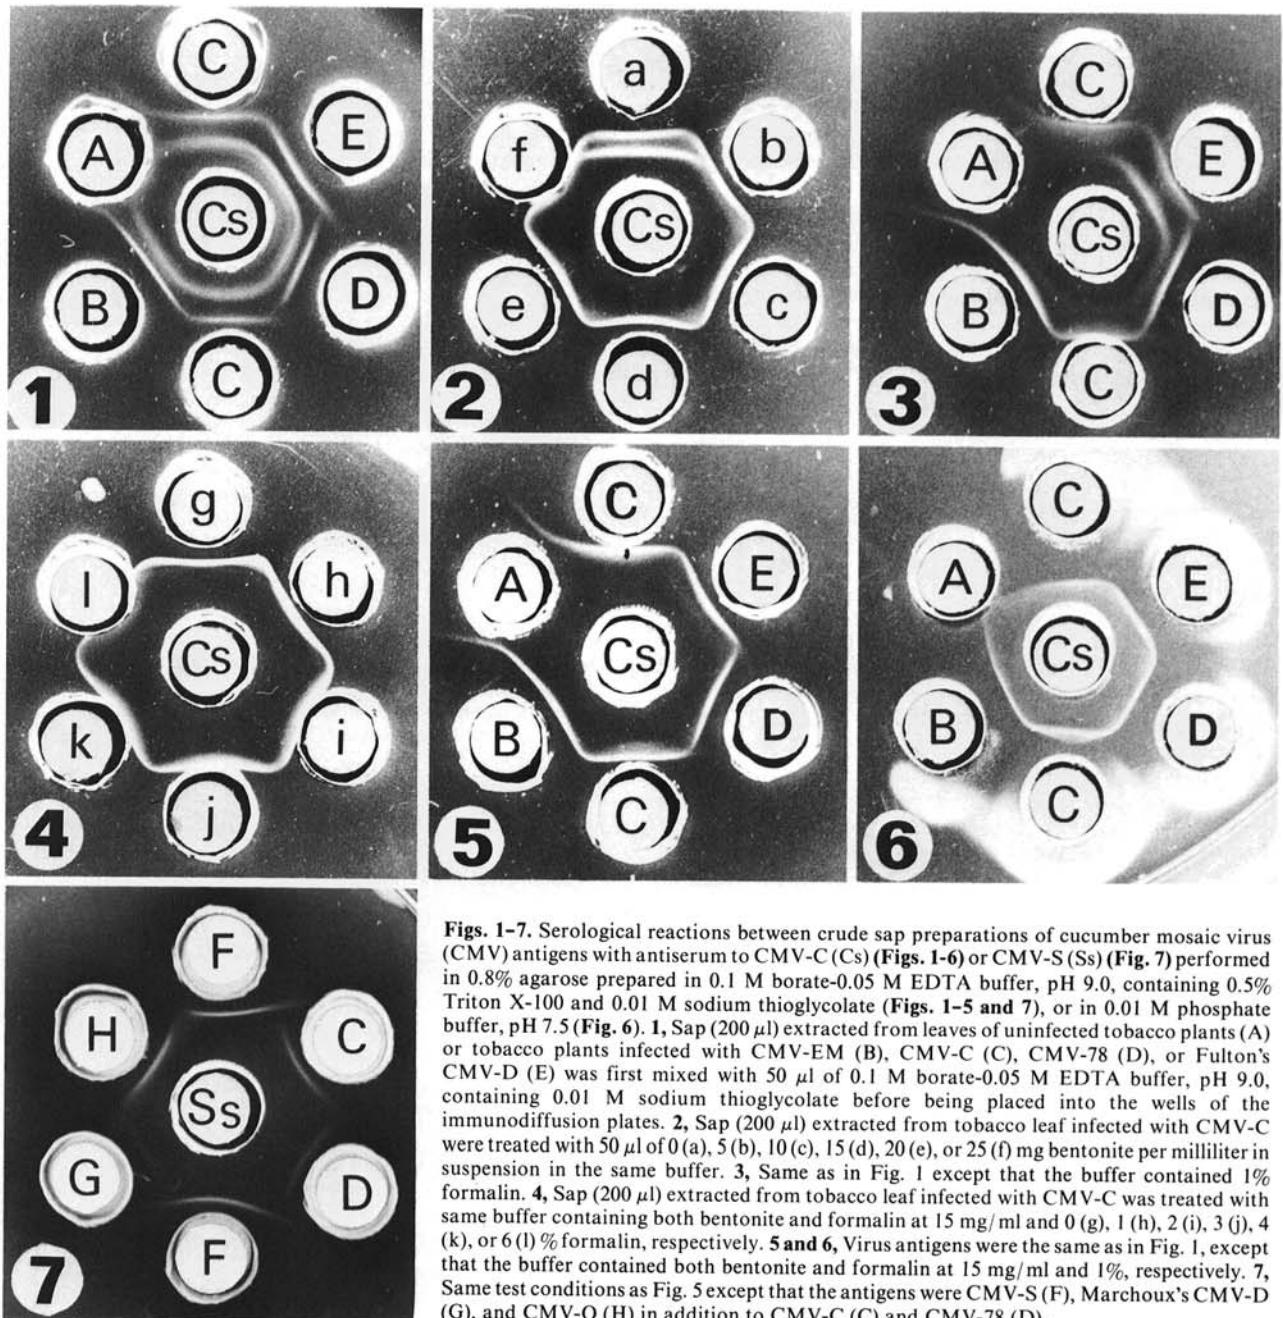 C
A
E
Cs
B
D
C
1
a
f
b
Cs
e
c
d
2
C
A
E
Cs
B
D
C
3
g
l
h
Cs
k
i
j
4
C
A
E
Cs
B
D
C
5
C
A
E
Cs
B
D
C
6
F
H
C
Ss
G
D
F
7
Figs. 1-7. Serological reactions between crude sap preparations of cucumber mosaic virus
(CMV) antigens with antiserum to CMV-C (Cs) (Figs. 1-6) or CMV-S (Ss) (Fig. 7) performed
in 0.8% agarose prepared in 0.1 M borate-0.05 M EDTA buffer, pH 9.0, containing 0.5%
Triton X-100 and 0.01 M sodium thioglycolate (Figs. 1-5 and 7), or in 0.01 M phosphate
buffer, pH 7.5 (Fig. 6). 1, Sap (200 μl) extracted from leaves of uninfected tobacco plants (A)
or tobacco plants infected with CMV-EM (B), CMV-C (C), CMV-78 (D), or Fulton's
CMV-D (E) was first mixed with 50 μl of 0.1 M borate-0.05 M EDTA buffer, pH 9.0,
containing 0.01 M sodium thioglycolate before being placed into the wells of the
immunodiffusion plates. 2, Sap (200 μl) extracted from tobacco leaf infected with CMV-C
were treated with 50 μl of 0 (a), 5 (b), 10 (c), 15 (d), 20 (e), or 25 (f) mg bentonite per milliliter in
suspension in the same buffer. 3, Same as in Fig. 1 except that the buffer contained 1%
formalin. 4, Sap (200 μl) extracted from tobacco leaf infected with CMV-C was treated with
same buffer containing both bentonite and formalin at 15 mg/ml and 0 (g), 1 (h), 2 (i), 3 (j), 4
(k), or 6 (l) % formalin, respectively. 5 and 6, Virus antigens were the same as in Fig. 1, except
that the buffer contained both bentonite and formalin at 15 mg/ml and 1%, respectively. 7,
Same test conditions as Fig. 5 except that the antigens were CMV-S (F), Marchoux's CMV-D
(G), and CMV-O (H) in addition to CMV-C (C) and CMV-78 (D).